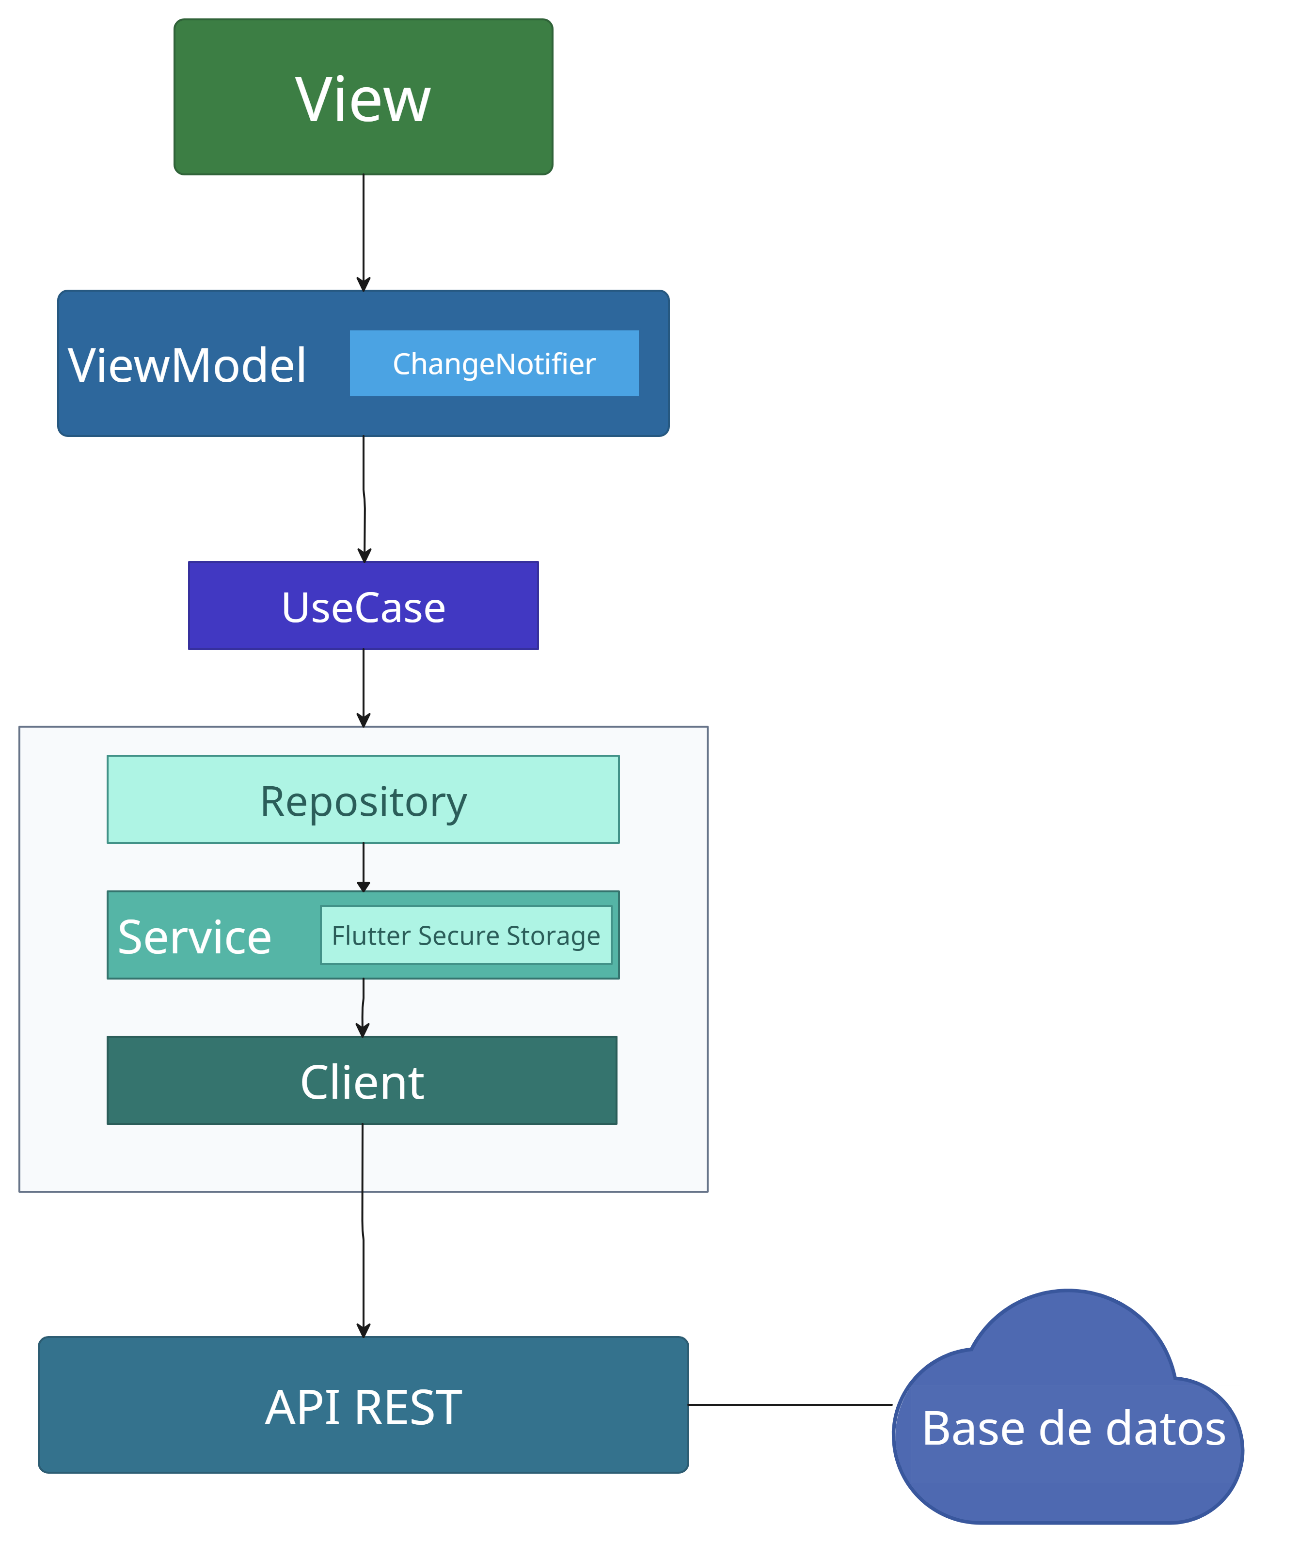 View
ViewModel
ChangeNotifier
UseCase
Repository
Service
Flutter Secure Storage
Client
API REST
Base de datos